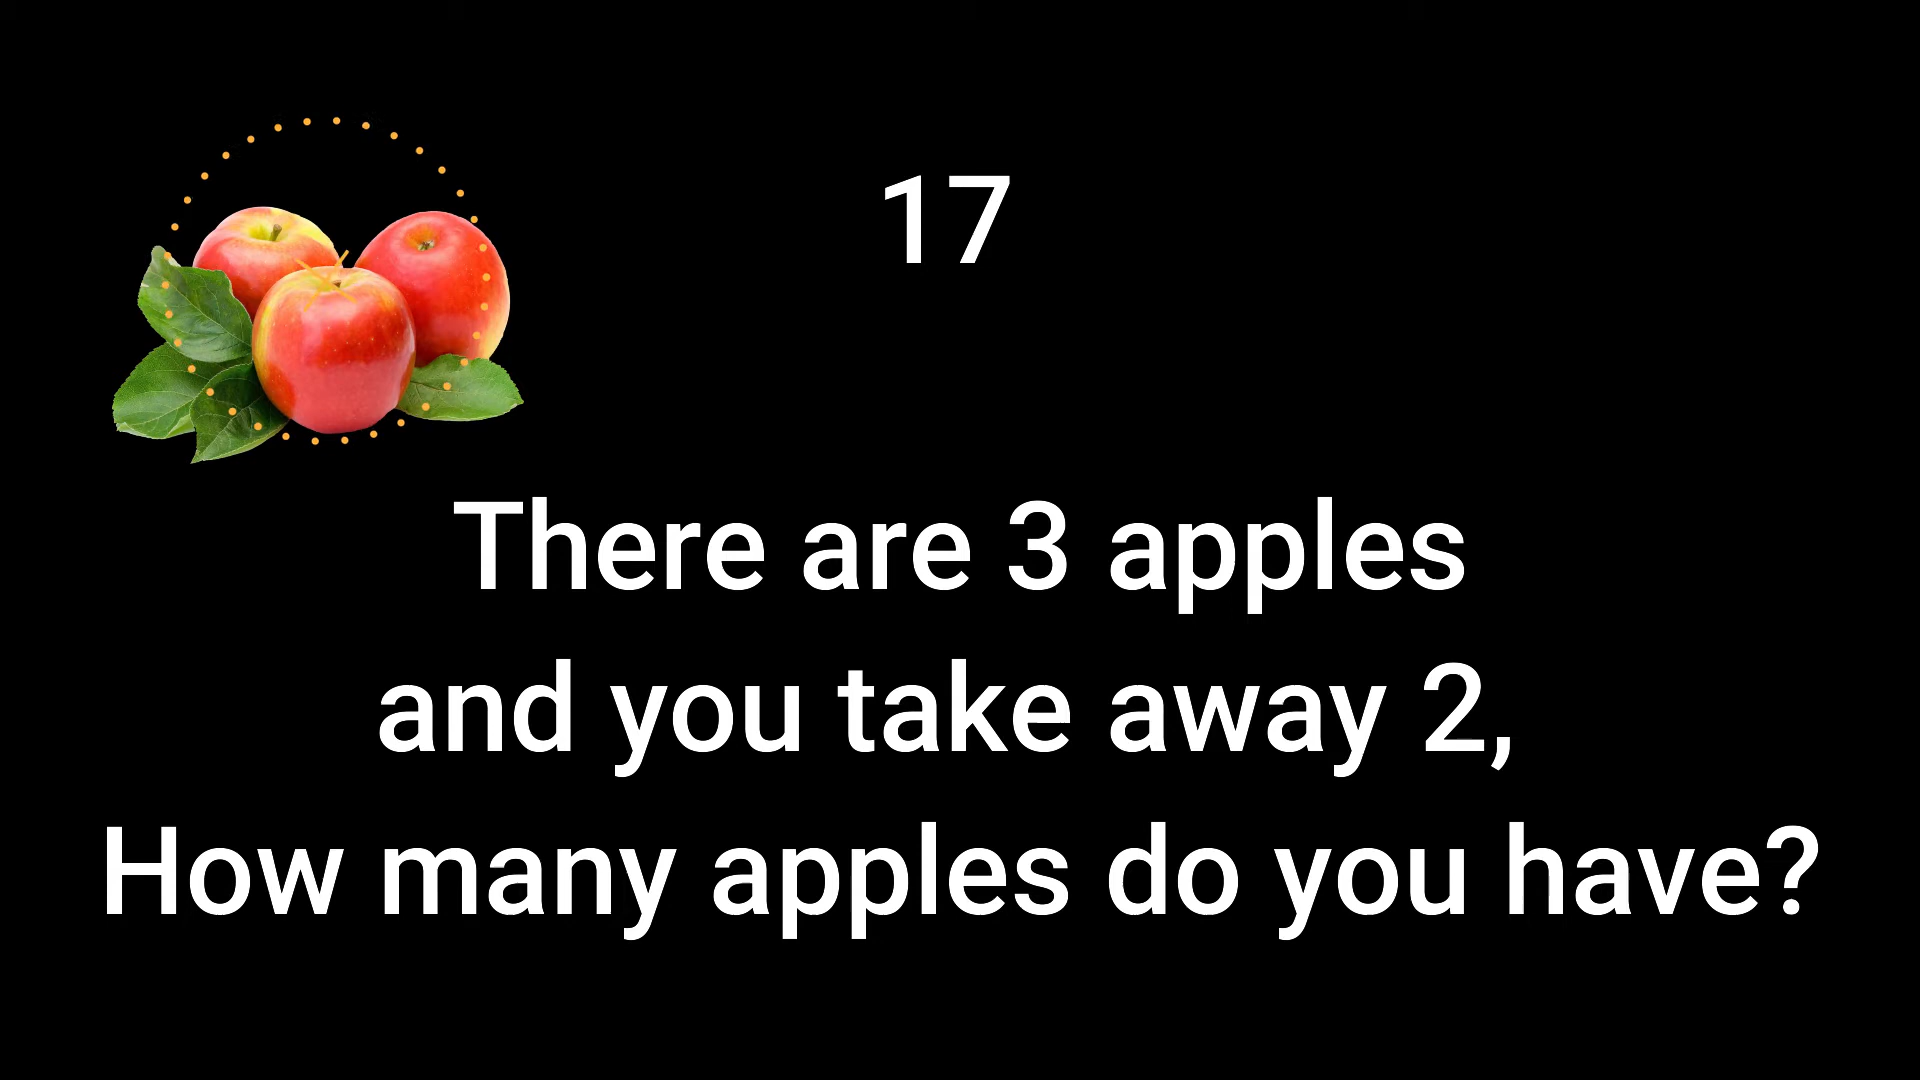 17
There are 3 apples
and you take away 2,
How many apples do you have?